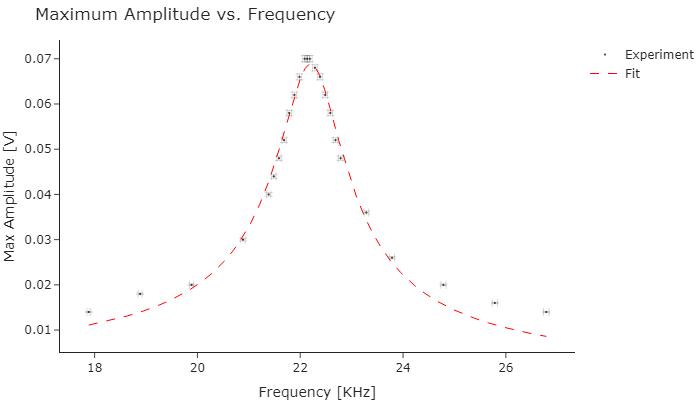 Maximum Amplitude vs. Frequency
Experiment
Fit
0.07
0.06
0.05
0.04
0.03
0.02
0.01
Max Amplitude [V]
18 20 22 24 26
Frequency [KHz]